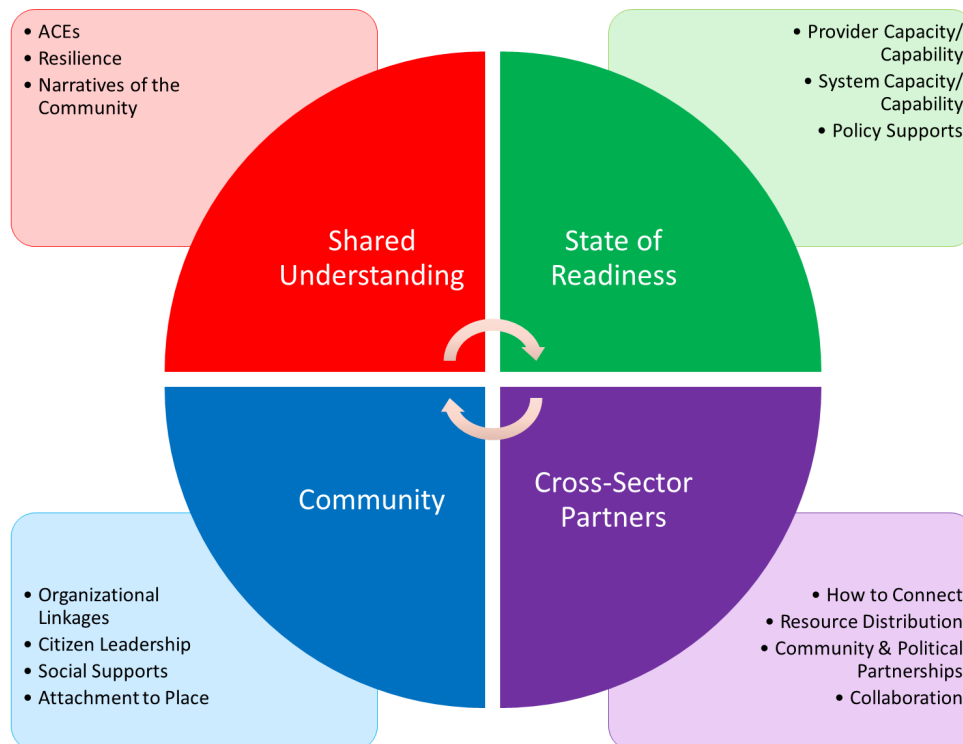 • ACEs
• Resilience
• Narratives of the
Community
• Provider Capacity/
Capability
• System Capacity/
Capability
• Policy Supports
Shared
Understanding
State of
Readiness
Community
Cross-Sector
Partners
• Organizational
Linkages
• Citizen Leadership
• Social Supports
• Attachment to Place
• How to Connect
• Resource Distribution
• Community & Political
Partnerships
• Collaboration